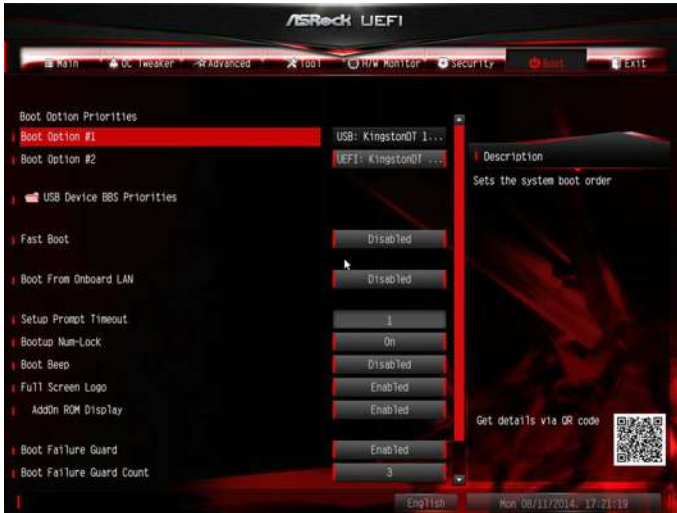 ASRock UEFI
Main OC Tweaker Advanced Tool H/W Monitor Security Boot Exit
Boot Option Priorities
Boot Option #1 USB: KingstonDT 1...
Boot Option #2 UEFI: KingstonDT ...
USB Device BBS Priorities
Fast Boot Disabled
Boot From Onboard LAN Disabled
Setup Prompt Timeout 1
Bootup Num-Lock On
Boot Beep Disabled
Full Screen Logo Enabled
AddOn ROM Display Enabled
Boot Failure Guard Enabled
Boot Failure Guard Count 3
Description
Sets the system boot order
Get details via QR code
English Mon 08/11/2014. 17:21:19